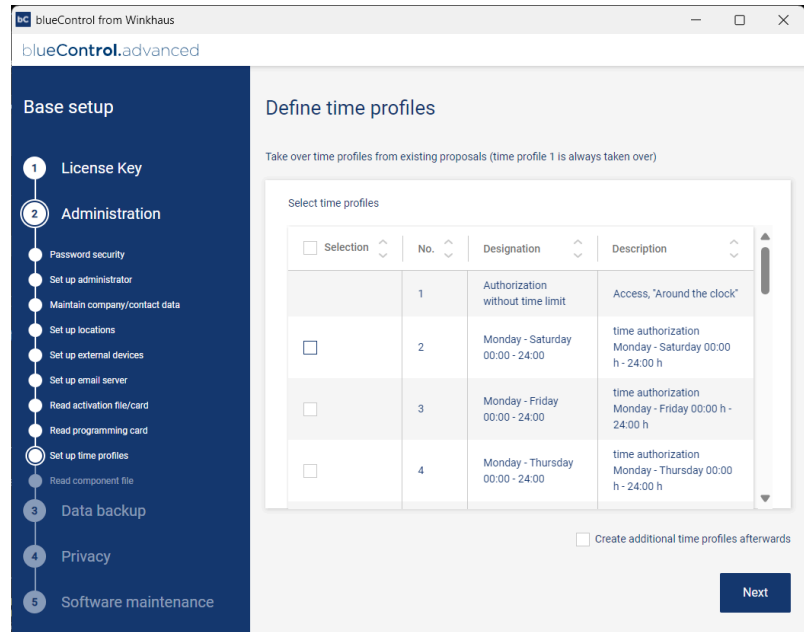 bC blueControl from Winkhaus
blueControl.advanced
Base setup
1 License Key
2 Administration
Password security
Set up administrator
Maintain company/contact data
Set up locations
Set up external devices
Set up email server
Read activation file/card
Read programming card
Set up time profiles
Read component file
3 Data backup
4 Privacy
5 Software maintenance
Define time profiles
Take over time profiles from existing proposals (time profile 1 is always taken over)
Select time profiles
Selection No. Designation Description
1
Authorization
without time limit
Access, "Around the clock"
2
Monday - Saturday
00:00 - 24:00
time authorization
Monday - Saturday 00:00
h - 24:00 h
3
Monday - Friday
00:00 - 24:00
time authorization
Monday - Friday 00:00 h -
24:00 h
4
Monday - Thursday
00:00 - 24:00
time authorization
Monday - Thursday 00:00
h - 24:00 h
Create additional time profiles afterwards
Next